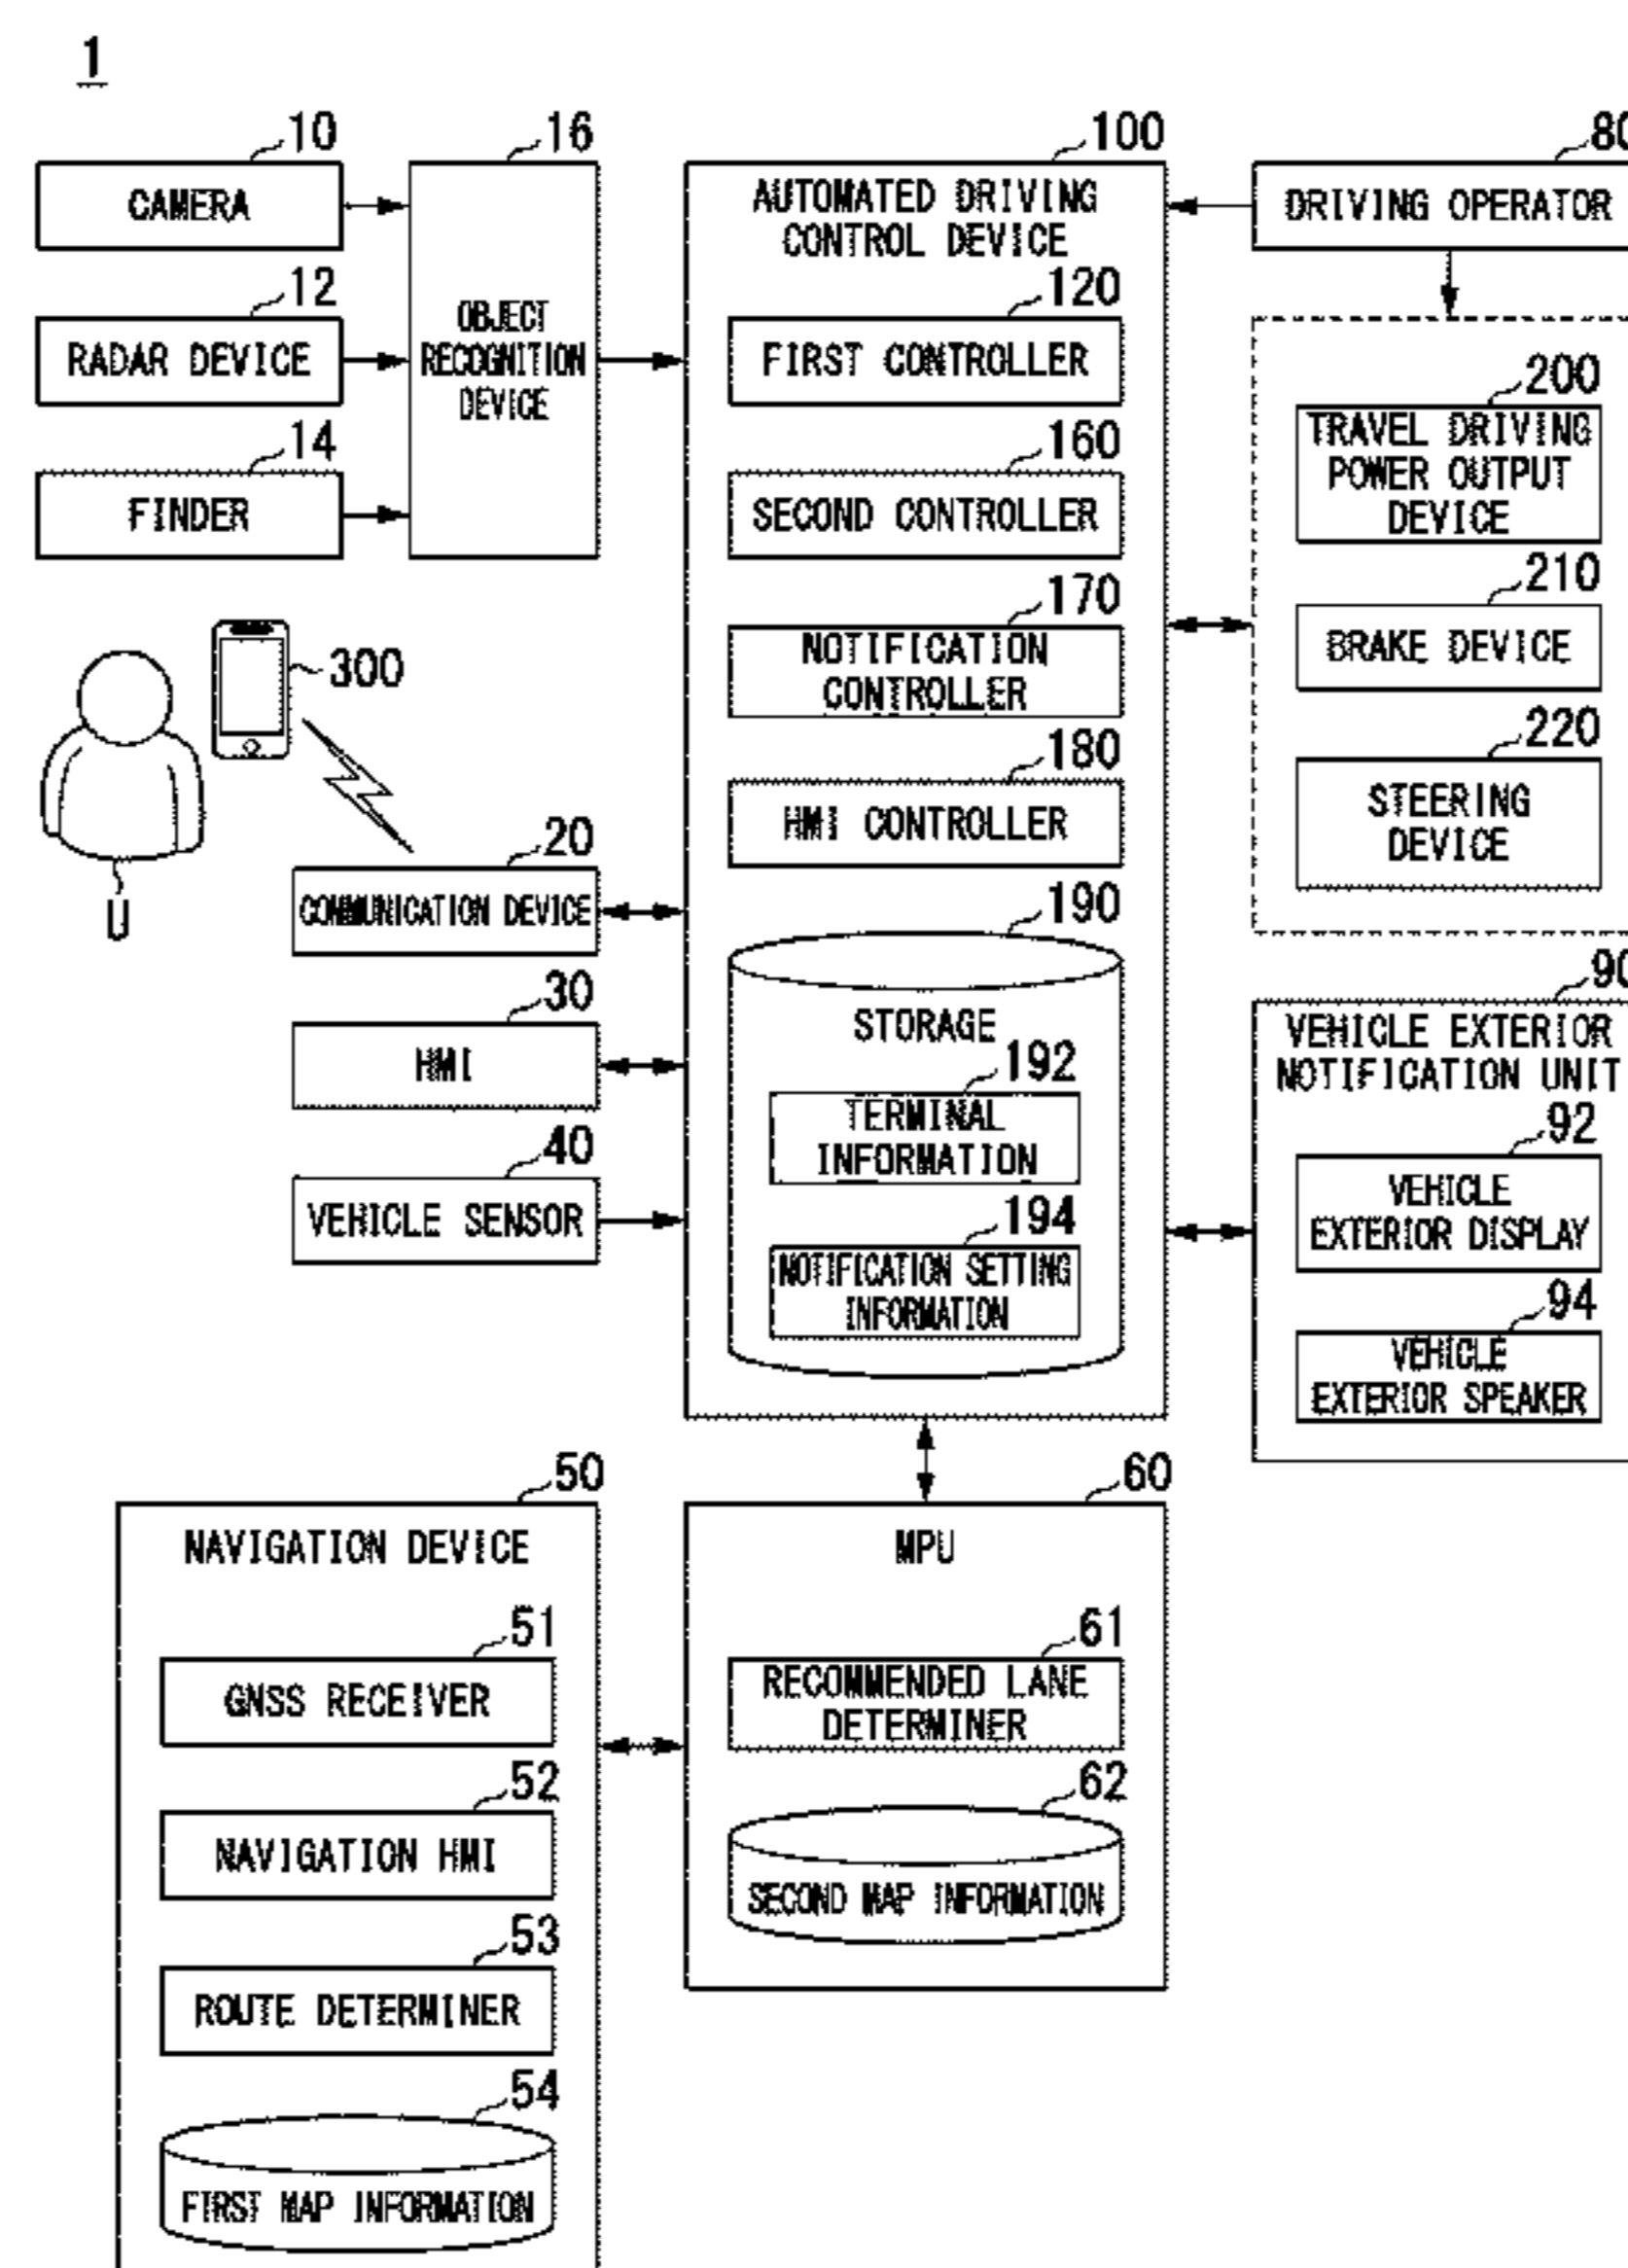 1
10
CAMERA
12
RADAR DEVICE
14
FINDER
16
OBJECT
RECOGNITION
DEVICE
300
U
20
COMMUNICATION DEVICE
30
HMI
40
VEHICLE SENSOR
100
AUTOMATED DRIVING
CONTROL DEVICE
120
FIRST CONTROLLER
160
SECOND CONTROLLER
170
NOTIFICATION
CONTROLLER
180
HMI CONTROLLER
190
STORAGE
192
TERMINAL
INFORMATION
194
NOTIFICATION SETTING
INFORMATION
80
DRIVING OPERATOR
200
TRAVEL DRIVING
POWER OUTPUT
DEVICE
210
BRAKE DEVICE
220
STEERING
DEVICE
90
VEHICLE EXTERIOR
NOTIFICATION UNIT
92
VEHICLE
EXTERIOR DISPLAY
94
VEHICLE
EXTERIOR SPEAKER
50
NAVIGATION DEVICE
51
GNSS RECEIVER
52
NAVIGATION HMI
53
ROUTE DETERMINER
54
FIRST MAP INFORMATION
60
MPU
61
RECOMMENDED LANE
DETERMINER
62
SECOND MAP INFORMATION